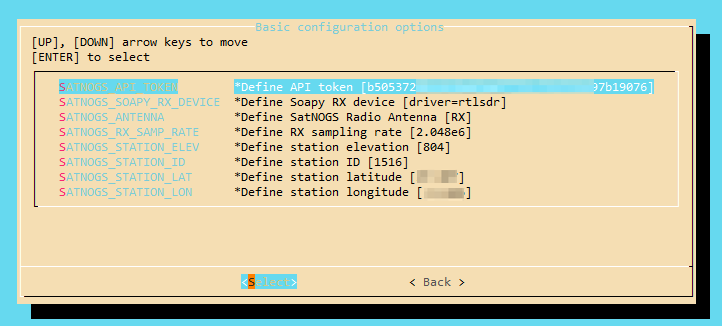 Basic configuration options
[UP], [DOWN] arrow keys to move
[ENTER] to select
SATNOGS_API_TOKEN *Define API token [b505372 97b19076]
SATNOGS_SOAPY_RX_DEVICE *Define Soapy RX device [driver=rtlsdr]
SATNOGS_ANTENNA *Define SatNOGS Radio Antenna [RX]
SATNOGS_RX_SAMP_RATE *Define RX sampling rate [2.048e6]
SATNOGS_STATION_ELEV *Define station elevation [804]
SATNOGS_STATION_ID *Define station ID [1516]
SATNOGS_STATION_LAT *Define station latitude [ ]
SATNOGS_STATION_LON *Define station longitude [ ]
<Select> < Back >